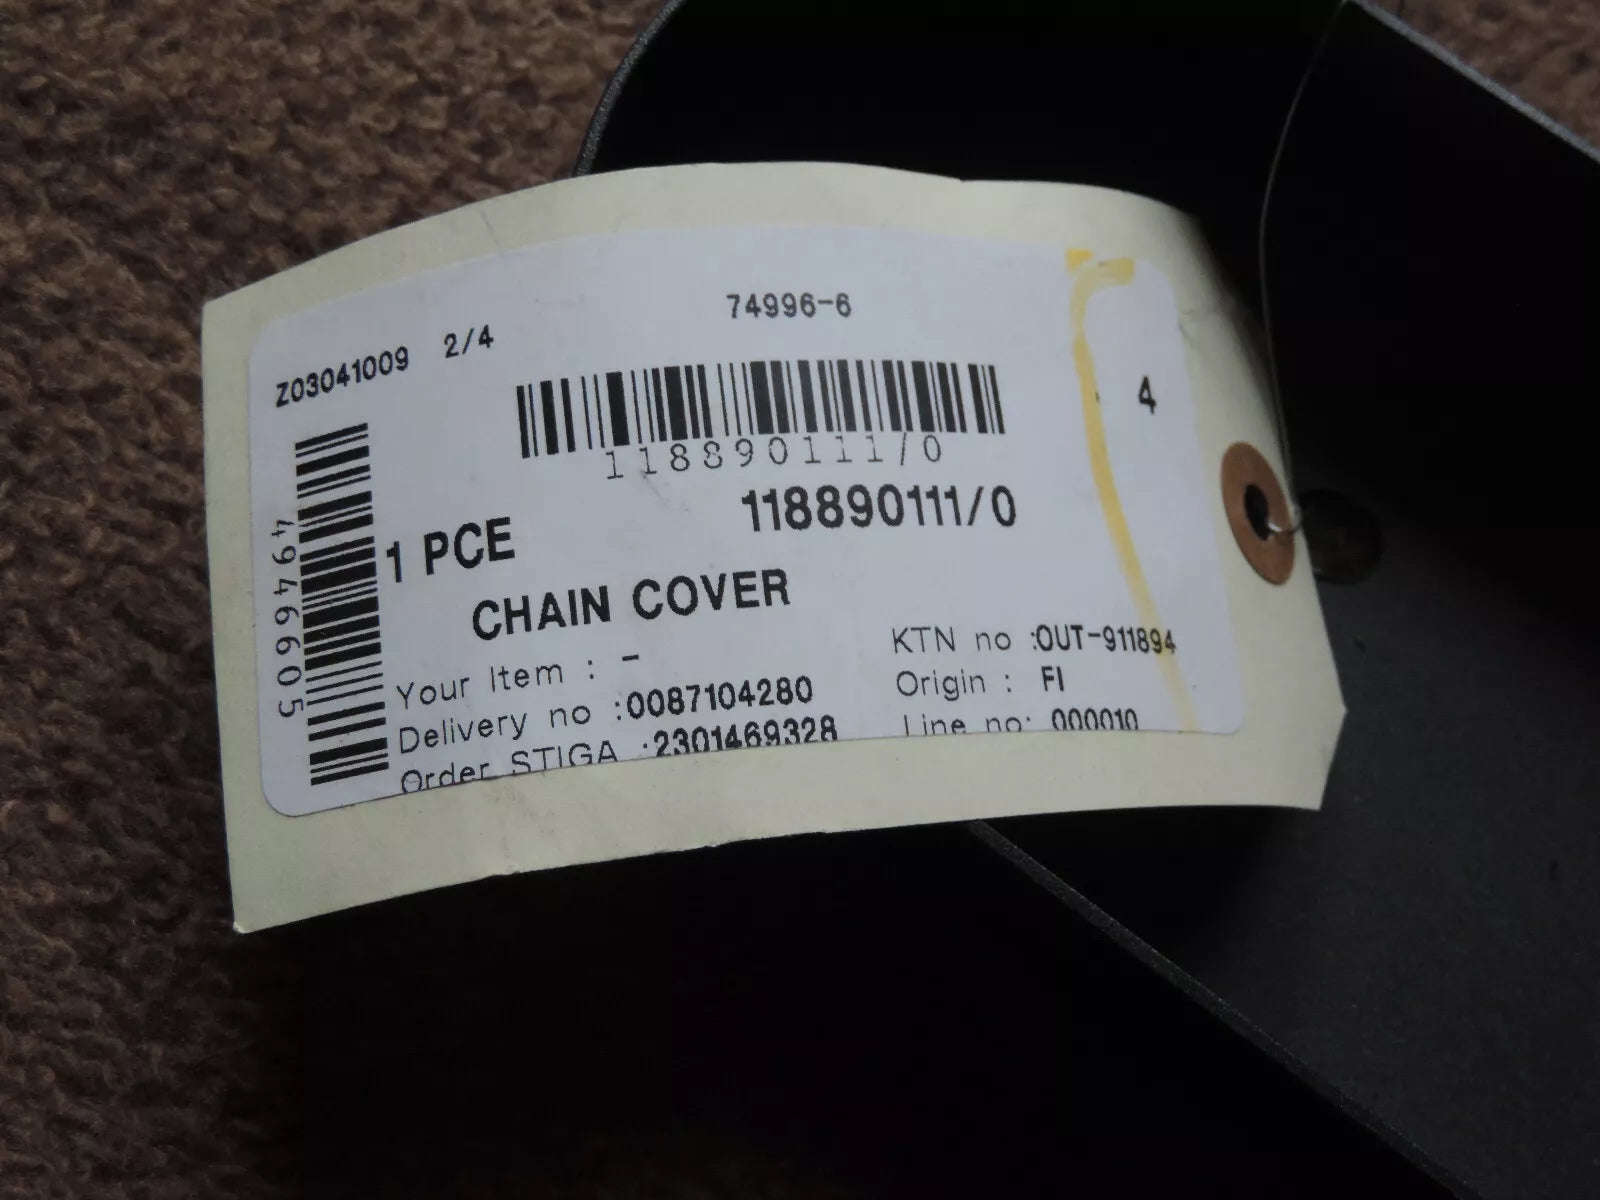 74996-6
Z03041009 2/4
4
118890111/0
118890111/0
4946605
1 PCE
CHAIN COVER
Your Item : -
KTN no :OUT-911894
Delivery no :0087104280
Origin : FI
Order STIGA :2301469328
Line no: 000010